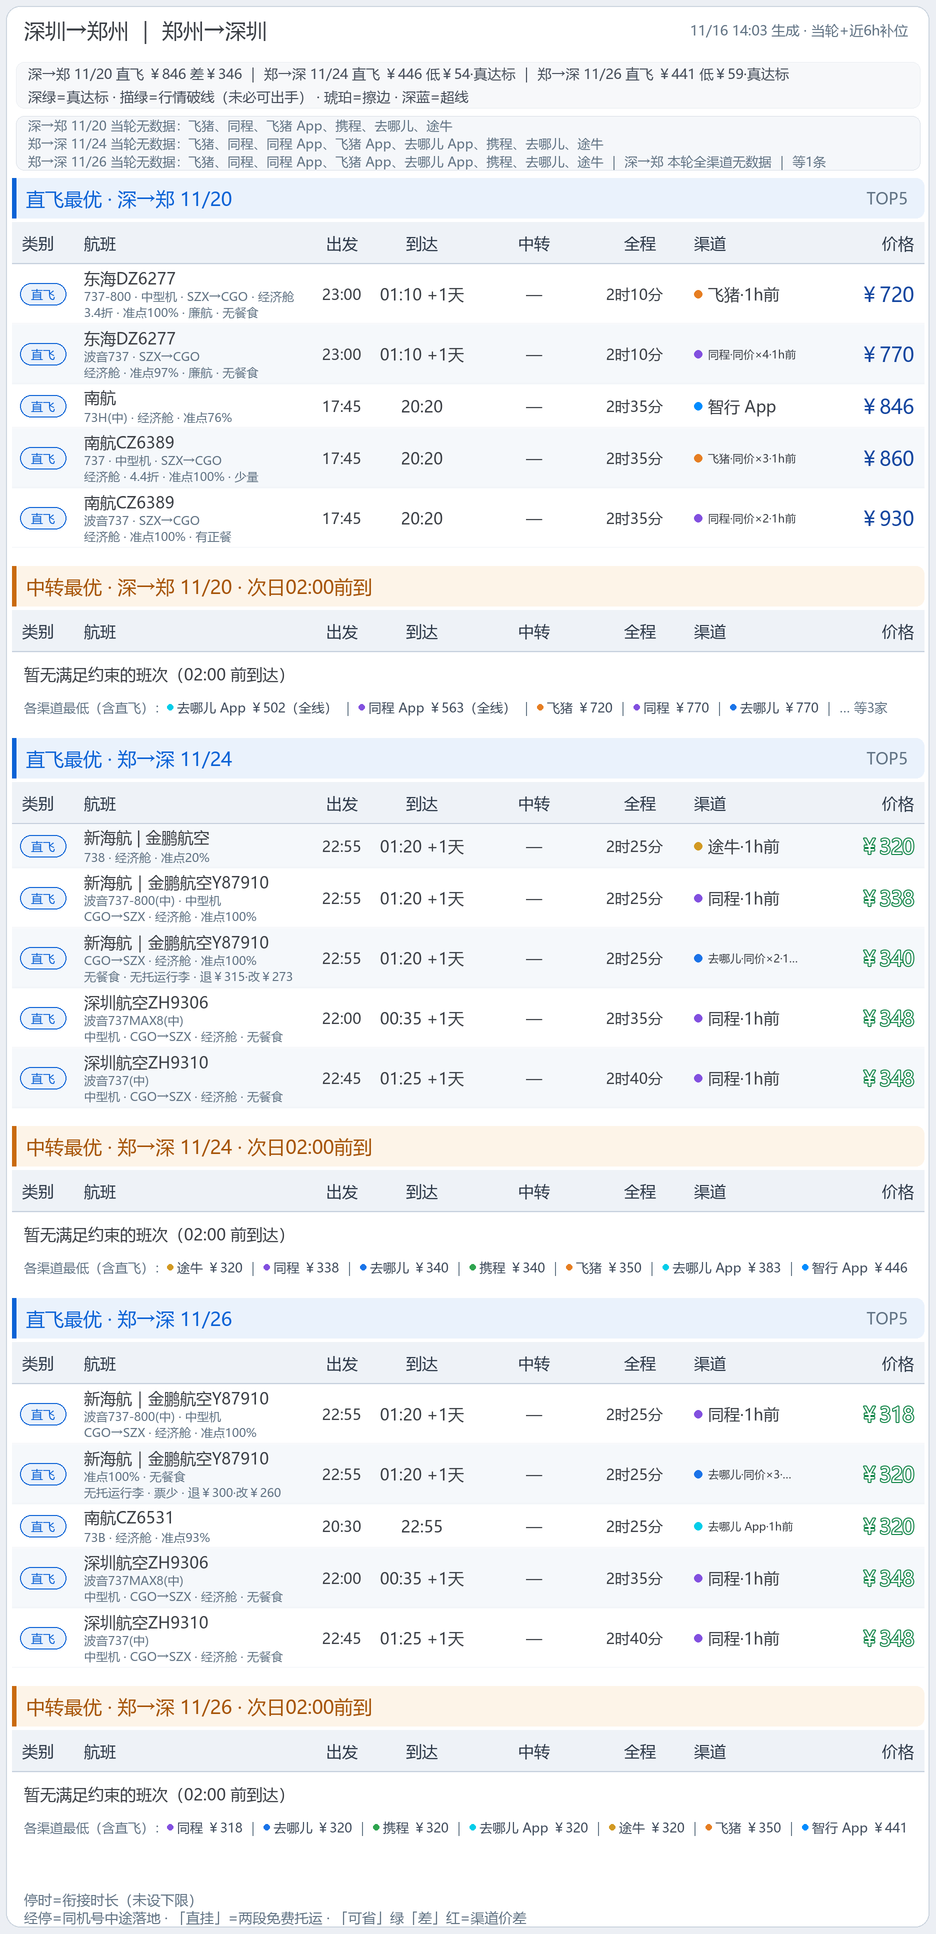 深圳→郑州 | 郑州→深圳
11/16 14:03 生成 · 当轮+近6h补位
深→郑 11/20 直飞 ¥846 差¥346 | 郑→深 11/24 直飞 ¥446 低¥54·真达标 | 郑→深 11/26 直飞 ¥441 低¥59·真达标
深绿=真达标 · 描绿=行情破线（未必可出手） · 琥珀=擦边 · 深蓝=超线
深→郑 11/20 当轮无数据：飞猪、同程、飞猪 App、携程、去哪儿、途牛
郑→深 11/24 当轮无数据：飞猪、同程、同程 App、飞猪 App、去哪儿 App、携程、去哪儿、途牛
郑→深 11/26 当轮无数据：飞猪、同程、同程 App、飞猪 App、去哪儿 App、携程、去哪儿、途牛 | 深→郑 本轮全渠道无数据 | 等1条
直飞最优 · 深→郑 11/20 TOP5
类别 航班 出发 到达 中转 全程 渠道 价格
东海DZ6277
直飞 737-800 · 中型机 · SZX→CGO · 经济舱 23:00 01:10 +1天 — 2时10分 飞猪·1h前 ¥720
3.4折 · 准点100% · 廉航 · 无餐食
东海DZ6277
直飞 波音737 · SZX→CGO 23:00 01:10 +1天 — 2时10分 同程·同价×4·1h前 ¥770
经济舱 · 准点97% · 廉航 · 无餐食
南航
直飞 73H(中) · 经济舱 · 准点76% 17:45 20:20 — 2时35分 智行 App ¥846
南航CZ6389
直飞 737 · 中型机 · SZX→CGO 17:45 20:20 — 2时35分 飞猪·同价×3·1h前 ¥860
经济舱 · 4.4折 · 准点100% · 少量
南航CZ6389
直飞 波音737 · SZX→CGO 17:45 20:20 — 2时35分 同程·同价×2·1h前 ¥930
经济舱 · 准点100% · 有正餐
中转最优 · 深→郑 11/20 · 次日02:00前到
类别 航班 出发 到达 中转 全程 渠道 价格
暂无满足约束的班次（02:00 前到达）
各渠道最低（含直飞）： 去哪儿 App ¥502（全线） | 同程 App ¥563（全线） | 飞猪 ¥720 | 同程 ¥770 | 去哪儿 ¥770 | … 等3家
直飞最优 · 郑→深 11/24 TOP5
类别 航班 出发 到达 中转 全程 渠道 价格
新海航 | 金鹏航空
直飞 738 · 经济舱 · 准点20% 22:55 01:20 +1天 — 2时25分 途牛·1h前 ¥320
新海航 | 金鹏航空Y87910
直飞 波音737-800(中) · 中型机 22:55 01:20 +1天 — 2时25分 同程·1h前 ¥338
CGO→SZX · 经济舱 · 准点100%
新海航 | 金鹏航空Y87910
直飞 CGO→SZX · 经济舱 · 准点100% 22:55 01:20 +1天 — 2时25分 去哪儿·同价×2·1… ¥340
无餐食 · 无托运行李 · 退¥315·改¥273
深圳航空ZH9306
直飞 波音737MAX8(中) 22:00 00:35 +1天 — 2时35分 同程·1h前 ¥348
中型机 · CGO→SZX · 经济舱 · 无餐食
深圳航空ZH9310
直飞 波音737(中) 22:45 01:25 +1天 — 2时40分 同程·1h前 ¥348
中型机 · CGO→SZX · 经济舱 · 无餐食
中转最优 · 郑→深 11/24 · 次日02:00前到
类别 航班 出发 到达 中转 全程 渠道 价格
暂无满足约束的班次（02:00 前到达）
各渠道最低（含直飞）： 途牛 ¥320 | 同程 ¥338 | 去哪儿 ¥340 | 携程 ¥340 | 飞猪 ¥350 | 去哪儿 App ¥383 | 智行 App ¥446
直飞最优 · 郑→深 11/26 TOP5
类别 航班 出发 到达 中转 全程 渠道 价格
新海航 | 金鹏航空Y87910
直飞 波音737-800(中) · 中型机 22:55 01:20 +1天 — 2时25分 同程·1h前 ¥318
CGO→SZX · 经济舱 · 准点100%
新海航 | 金鹏航空Y87910
直飞 准点100% · 无餐食 22:55 01:20 +1天 — 2时25分 去哪儿·同价×3·… ¥320
无托运行李 · 票少 · 退¥300·改¥260
南航CZ6531
直飞 73B · 经济舱 · 准点93% 20:30 22:55 — 2时25分 去哪儿 App·1h前 ¥320
深圳航空ZH9306
直飞 波音737MAX8(中) 22:00 00:35 +1天 — 2时35分 同程·1h前 ¥348
中型机 · CGO→SZX · 经济舱 · 无餐食
深圳航空ZH9310
直飞 波音737(中) 22:45 01:25 +1天 — 2时40分 同程·1h前 ¥348
中型机 · CGO→SZX · 经济舱 · 无餐食
中转最优 · 郑→深 11/26 · 次日02:00前到
类别 航班 出发 到达 中转 全程 渠道 价格
暂无满足约束的班次（02:00 前到达）
各渠道最低（含直飞）： 同程 ¥318 | 去哪儿 ¥320 | 携程 ¥320 | 去哪儿 App ¥320 | 途牛 ¥320 | 飞猪 ¥350 | 智行 App ¥441
停时=衔接时长（未设下限）
经停=同机号中途落地 · 「直挂」=两段免费托运 · 「可省」绿「差」红=渠道价差